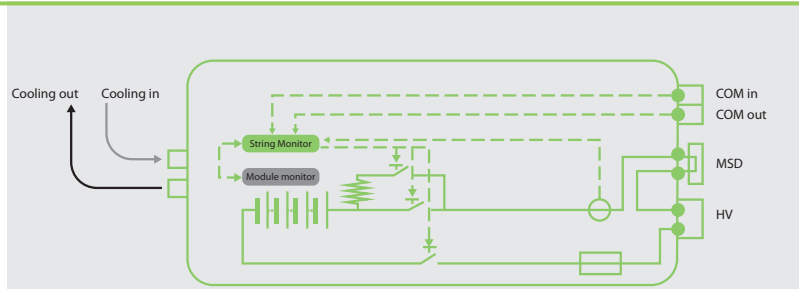 Cooling out
Cooling in
COM in
COM out
String Monitor
MSD
Module monitor
HV